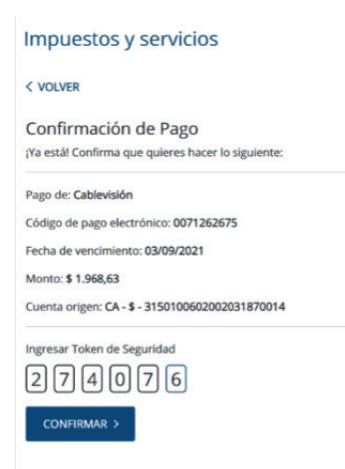 Impuestos y servicios
< VOLVER
Confirmación de Pago
¡Ya está! Confirma que quieres hacer lo siguiente:
Pago de: Cablevisión
Código de pago electrónico: 0071262675
Fecha de vencimiento: 03/09/2021
Monto: $ 1.968,63
Cuenta origen: CA - $ - 3150100602002031870014
Ingresar Token de Seguridad
2 7 4 0 7 6
CONFIRMAR >